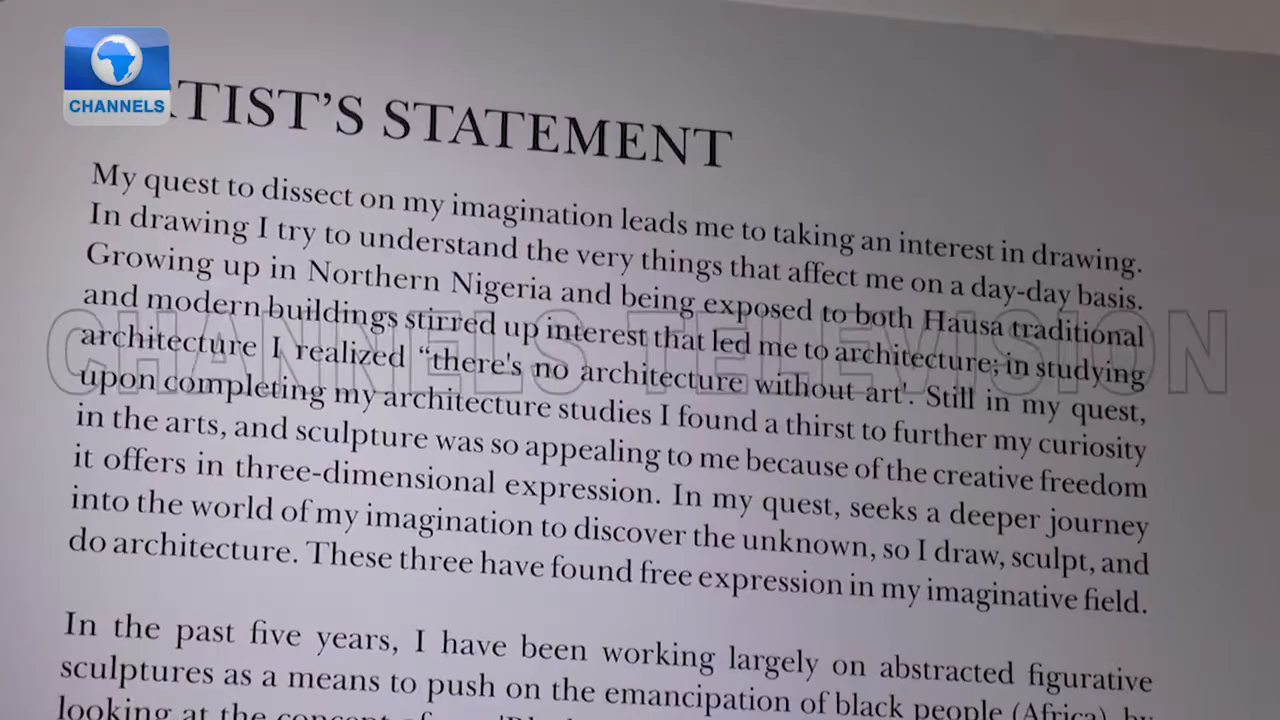 CHANNELS
TIST'S STATEMENT
My quest to dissect on my imagination leads me to taking an interest in drawing.
In drawing I try to understand the very things that affect me on a day-day basis.
Growing up in Northern Nigeria and being exposed to both Hausa traditional
and modern buildings stirred up interest that led me to architecture; in studying
architecture I realized “there's no architecture without art'. Still in my quest,
upon completing my architecture studies I found a thirst to further my curiosity
in the arts, and sculpture was so appealing to me because of the creative freedom
it offers in three-dimensional expression. In my quest, seeks a deeper journey
into the world of my imagination to discover the unknown, so I draw, sculpt, and
do architecture. These three have found free expression in my imaginative field.
In the past five years, I have been working largely on abstracted figurative
sculptures as a means to push on the emancipation of black people (Africa), by
looking at the concept of
CHANNELS TELEVISION